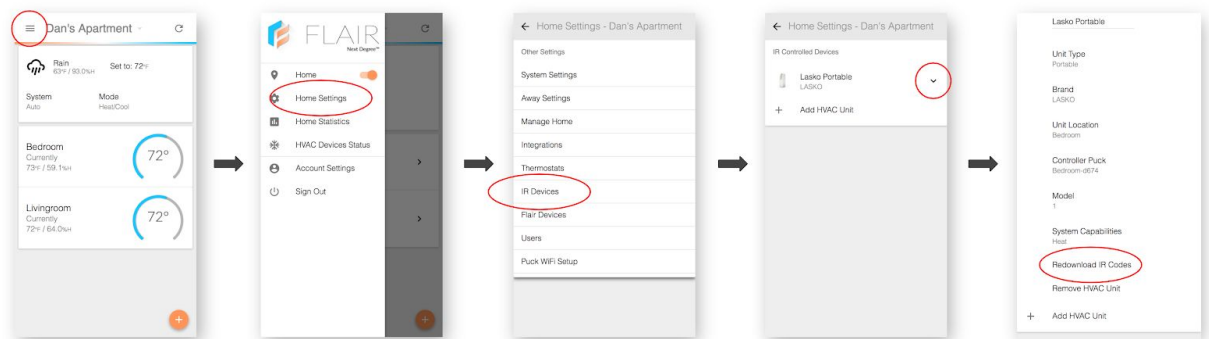 Dan's Apartment
Rain
63°F / 93.0%H
Set to: 72°F
System
Auto
Mode
Heat/Cool
Bedroom
Currently
73°F / 59.1%H
72°
Livingroom
Currently
72°F / 64.0%H
72°
+
FLAIR
Next Degree™
Home
Home Settings
Home Statistics
HVAC Devices Status
Account Settings
Sign Out
+
Home Settings - Dan's Apartment
Other Settings
System Settings
Away Settings
Manage Home
Integrations
Thermostats
IR Devices
Flair Devices
Users
Puck WiFi Setup
Home Settings - Dan's Apartment
IR Controlled Devices
Lasko Portable
LASKO
+ Add HVAC Unit
Lasko Portable
Unit Type
Portable
Brand
LASKO
Unit Location
Bedroom
Controller Puck
Bedroom-d674
Model
1
System Capabilities
Heat
Redownload IR Codes
Remove HVAC Unit
+ Add HVAC Unit